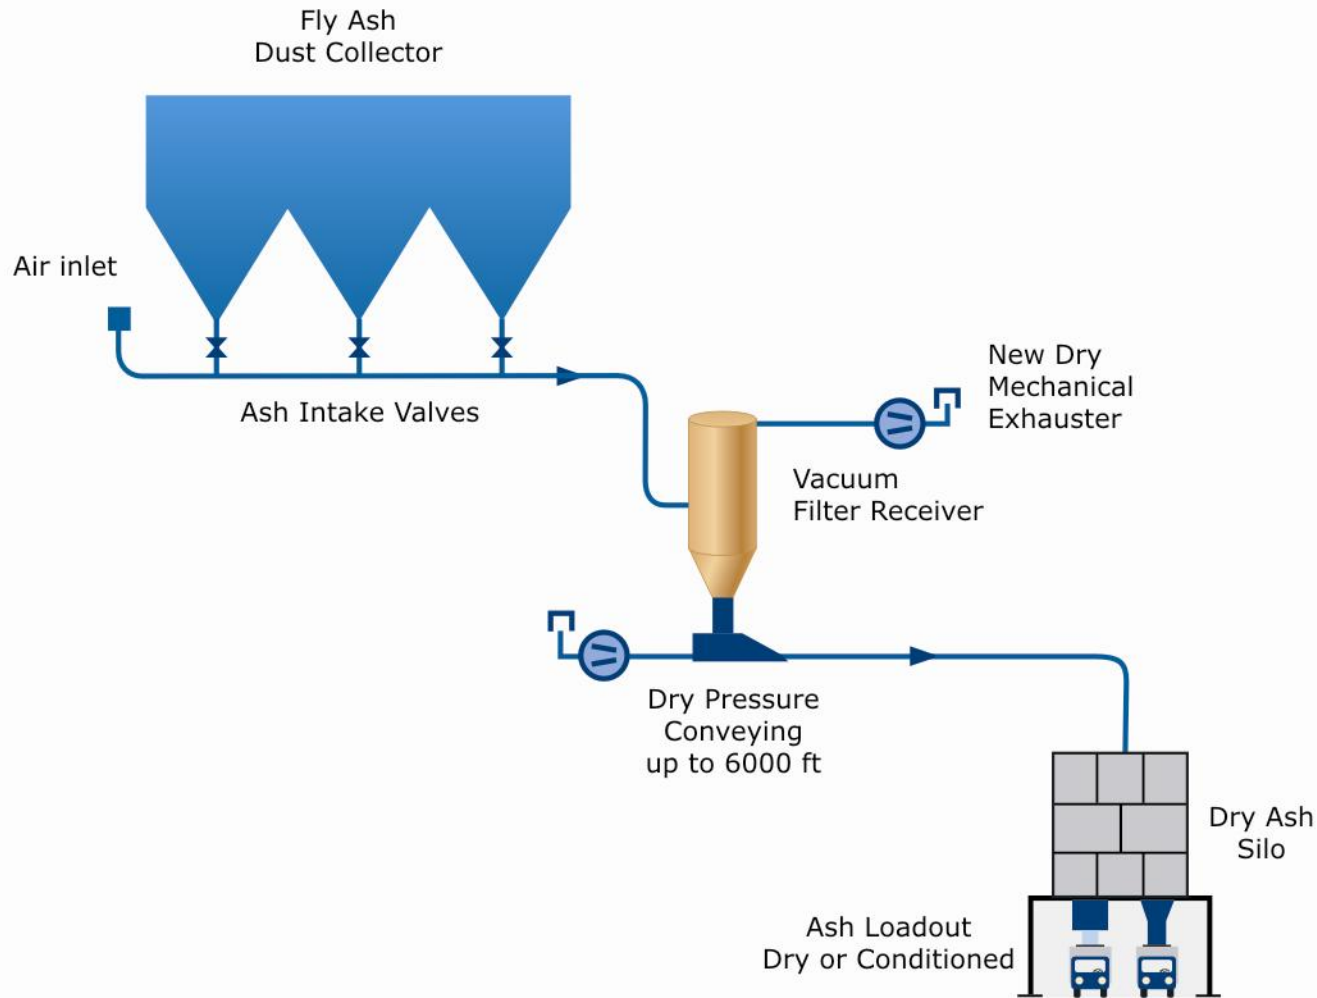 Fly Ash
Dust Collector
Air inlet
Ash Intake Valves
New Dry
Mechanical
Exhauster
Vacuum
Filter Receiver
Dry Pressure
Conveying
up to 6000 ft
Dry Ash
Silo
Ash Loadout
Dry or Conditioned